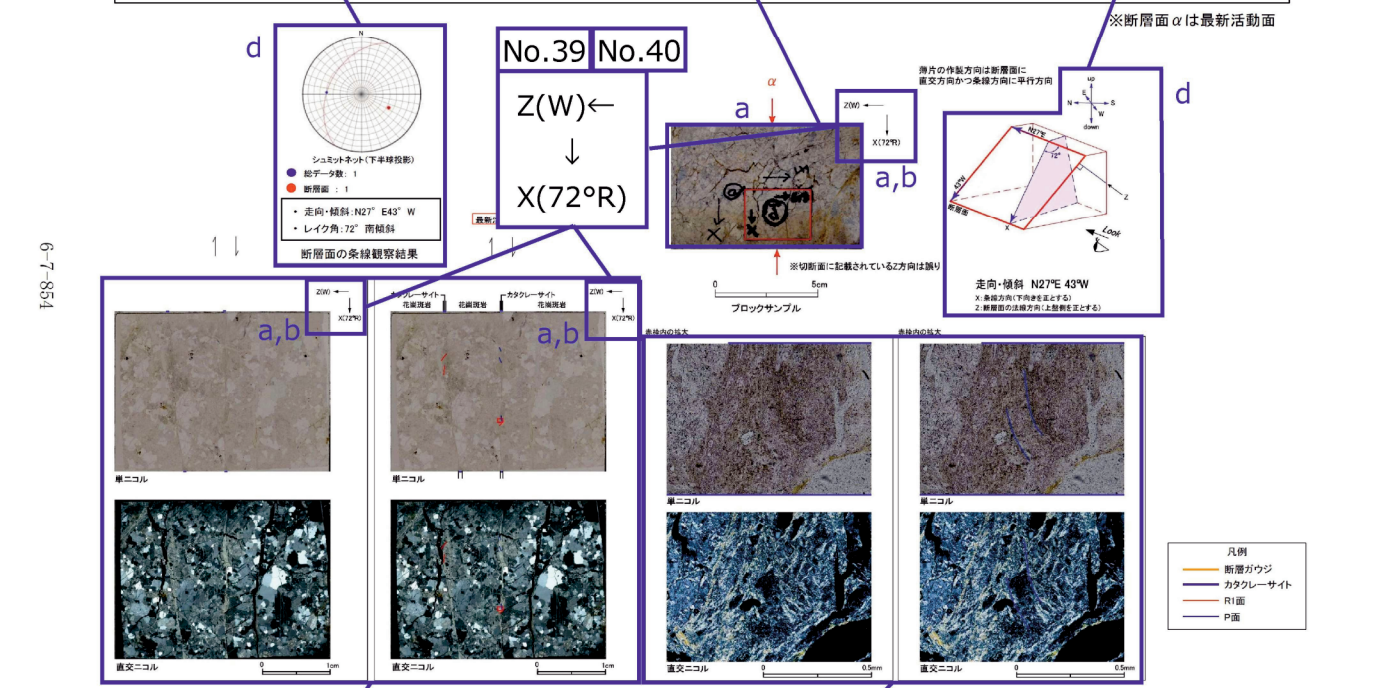 ※断層面αは最新活動面
d
N
シュミットネット(下半球投影)
総データ数: 1
断層面 : 1
・ 走向・傾斜:N27° E43° W
・ レイク角:72° 南傾斜
断層面の条線観察結果
No.39
No.40
Z(W)←
↓
X(72°R)
α
a
Z(W)
X(72°R)
a,b
※切断面に記載されているZ方向は誤り
0 5cm
ブロックサンプル
薄片の作製方向は断層面に
直交方向かつ条線方向に平行方向
d
up
E
N S
W
down
N27°E
72°
43°W
断層面
X
Z
Look
走向・傾斜 N27°E 43°W
X:条線方向(下向きを正とする)
Z:断層面の法線方向(上盤側を正とする)
6-7-854
Z(W)
X(72°R)
a,b
単ニコル
直交ニコル
0 1cm
カタクレーサイト
花崗斑岩
花崗斑岩
カタクレーサイト
花崗斑岩
Z(W)
X(72°R)
a,b
単ニコル
直交ニコル
0 1cm
赤枠内の拡大
単ニコル
直交ニコル
0 0.5mm
赤枠内の拡大
単ニコル
直交ニコル
0 0.5mm
凡例
断層ガウジ
カタクレーサイト
R1面
P面